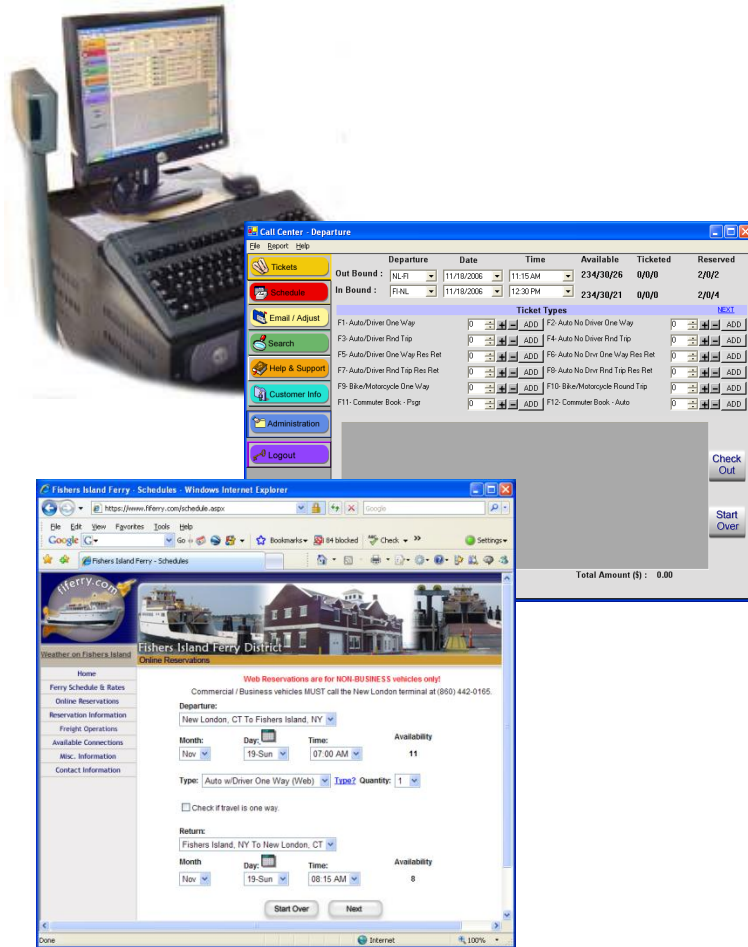 Call Center - Departure
File Report Help
Departure Date Time Available Ticketed Reserved
Out Bound : NL-FI 11/18/2006 11:15 AM 234/30/26 0/0/0 2/0/2
In Bound : FI-NL 11/18/2006 12:30 PM 234/30/21 0/0/0 2/0/4
Tickets
Schedule
Email / Adjust
Search
Help & Support
Customer Info
Administration
Logout
Ticket Types NEXT
F1- Auto/Driver One Way 0 + - ADD F2- Auto No Driver One Way 0 + - ADD
F3- Auto/Driver Rnd Trip 0 + - ADD F4- Auto No Driver Rnd Trip 0 + - ADD
F5- Auto/Driver One Way Res Ret 0 + - ADD F6- Auto No Drvr One Way Res Ret 0 + - ADD
F7- Auto/Driver Rnd Trip Res Ret 0 + - ADD F8- Auto No Drvr Rnd Trip Res Ret 0 + - ADD
F9- Bike/Motorcycle One Way 0 + - ADD F10- Bike/Motorcycle Round Trip 0 + - ADD
F11- Commuter Book - Psgr 0 + - ADD F12- Commuter Book - Auto 0 + - ADD
Check
Out
Start
Over
Total Amount ($) : 0.00
Fishers Island Ferry - Schedules - Windows Internet Explorer
https://www.fiferry.com/schedule.aspx Google
File Edit View Favorites Tools Help
Google G Go Bookmarks 84 blocked Check Settings
Fishers Island Ferry - Schedules
fiferry.com
Fishers Island Ferry District
Online Reservations
Weather on Fishers Island
Home
Ferry Schedule & Rates
Online Reservations
Reservation Information
Freight Operations
Available Connections
Misc. Information
Contact Information
Web Reservations are for NON-BUSINESS vehicles only!
Commercial / Business vehicles MUST call the New London terminal at (860) 442-0165.
Departure:
New London, CT To Fishers Island, NY
Month: Day: Time: Availability
Nov 19-Sun 07:00 AM 11
Type: Auto w/Driver One Way (Web) Type? Quantity: 1
Check if travel is one way.
Return:
Fishers Island, NY To New London, CT
Month Day: Time: Availability
Nov 19-Sun 08:15 AM 8
Start Over Next
Done Internet 100%